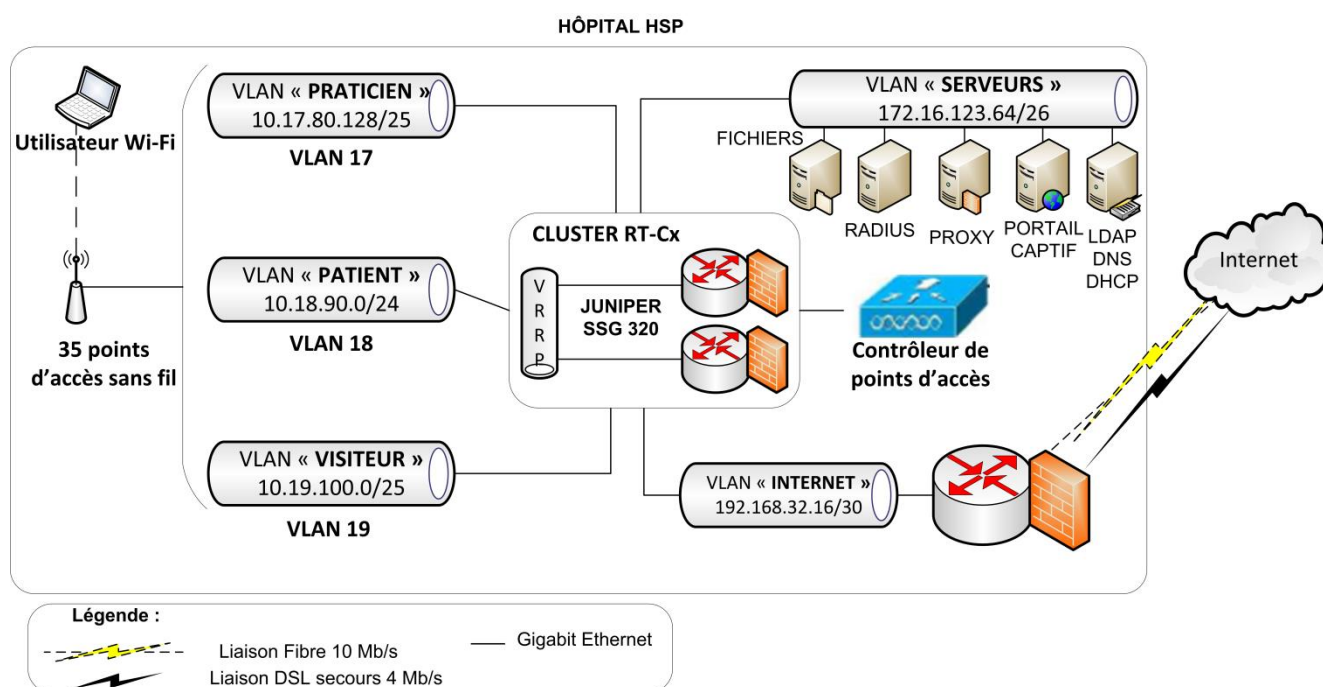 HÔPITAL HSP
Utilisateur Wi-Fi
35 points
d'accès sans fil
VLAN « PRATICIEN »
10.17.80.128/25
VLAN 17
VLAN « PATIENT »
10.18.90.0/24
VLAN 18
VLAN « VISITEUR »
10.19.100.0/25
VLAN 19
VLAN « SERVEURS »
172.16.123.64/26
FICHIERS
RADIUS
PROXY
PORTAIL
CAPTIF
LDAP
DNS
DHCP
CLUSTER RT-Cx
V
R
R
P
JUNIPER
SSG 320
Contrôleur de
points d'accès
VLAN « INTERNET »
192.168.32.16/30
Internet
Légende :
Liaison Fibre 10 Mb/s
Gigabit Ethernet
Liaison DSL secours 4 Mb/s